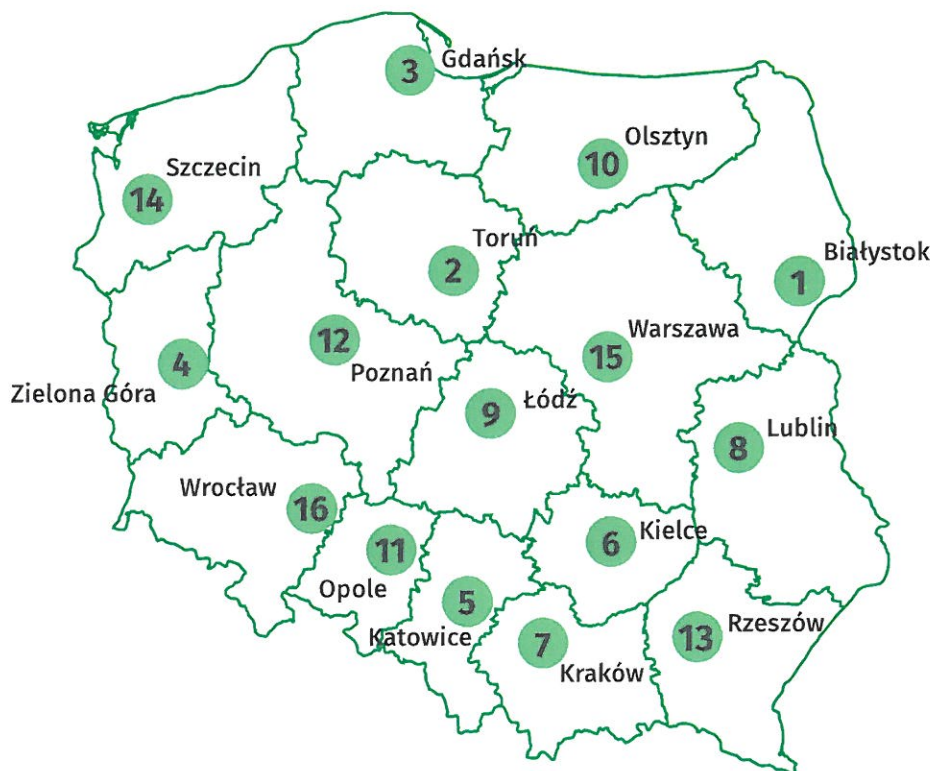 3 Gdańsk
Olsztyn
10
Szczecin
14
Toruń
2
Białystok
1
Warszawa
15
12
Poznań
4
Zielona Góra
Łódź
9
Lublin
8
Wrocław
16
Kielce
6
11
Opole
5
Katowice
Rzeszów
13
7
Kraków